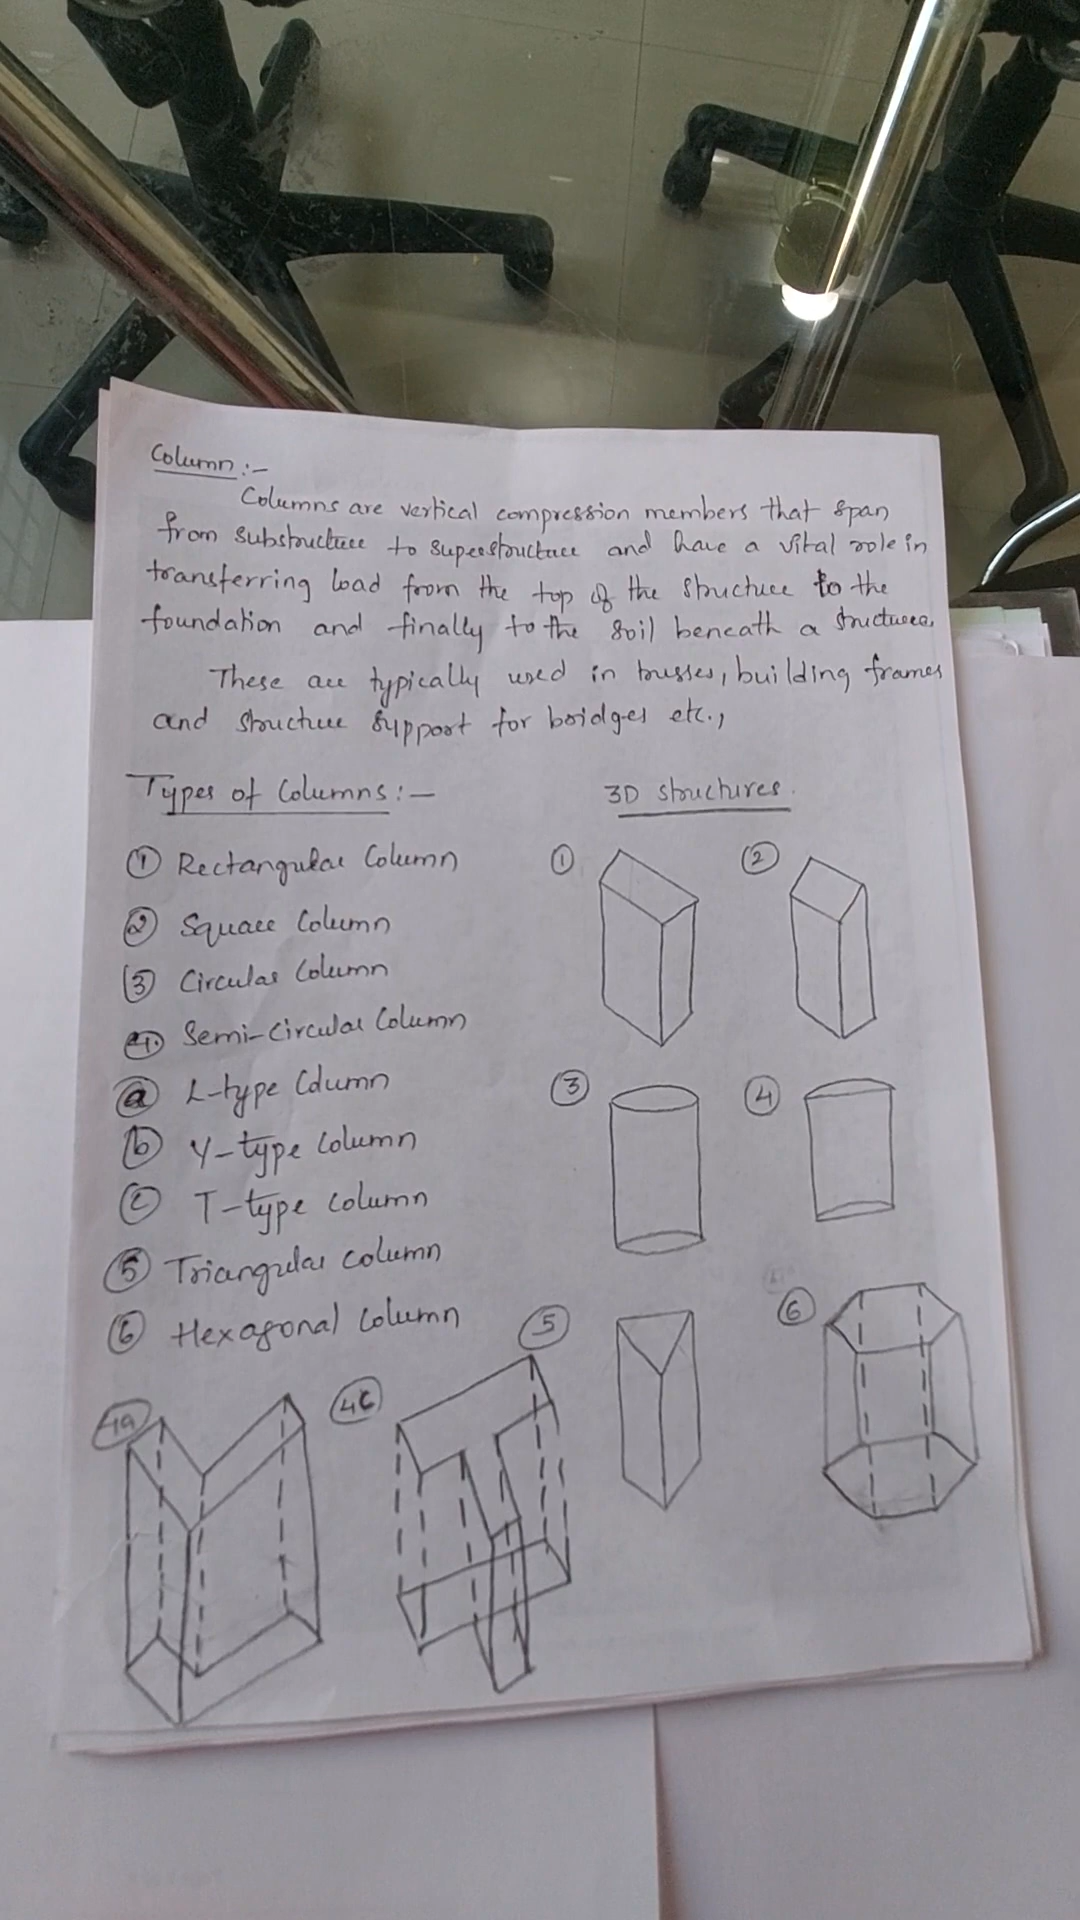 Column :-
Columns are vertical compression members that span
from substructure to superstructure and have a vital role in
transferring load from the top of the structure to the
foundation and finally to the soil beneath a structure.
These are typically used in trusses, building frames
and structure support for bridges etc.,
Types of Columns :-
① Rectangular Column
② Square Column
③ Circular Column
④. Semi-Circular Column
ⓐ L-type Column
ⓑ Y-type Column
ⓒ T-type Column
⑤ Triangular Column
⑥ Hexagonal Column
3D structures.
① ②
③ ④
⑤ ⑥
4a 4c